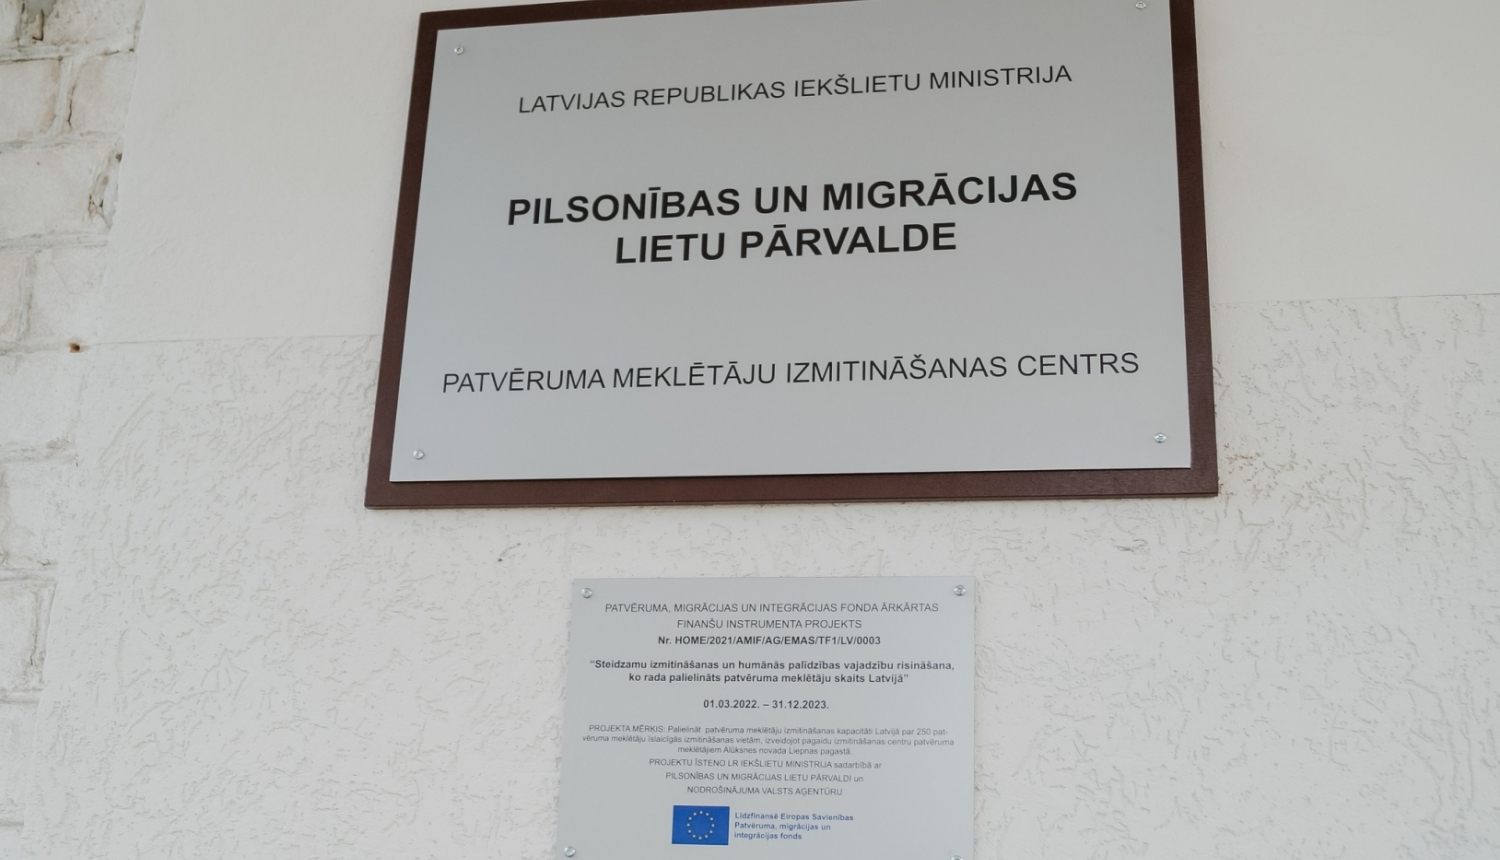 LATVIJAS REPUBLIKAS IEKŠLIETU MINISTRIJA
PILSONĪBAS UN MIGRĀCIJAS
LIETU PĀRVALDE
PATVĒRUMA MEKLĒTĀJU IZMITINĀŠANAS CENTRS
PATVĒRUMA, MIGRĀCIJAS UN INTEGRĀCIJAS FONDA ĀRKĀRTAS
FINANŠU INSTRUMENTA PROJEKTS
Nr. HOME/2021/AMIF/AG/EMAS/TF1/LV/0003
"Steidzamu izmitināšanas un humānās palīdzības vajadzību risināšana,
ko rada palielināts patvēruma meklētāju skaits Latvijā"
01.03.2022. – 31.12.2023.
PROJEKTA MĒRĶIS: Palielināt patvēruma meklētāju izmitināšanas kapacitāti Latvijā par 250 pat-
vēruma meklētāju īslaicīgās izmitināšanas vietām, izveidojot pagaidu izmitināšanas centru patvēruma
meklētājiem Alūksnes novada Liepnas pagastā.
PROJEKTU ĪSTENO LR IEKŠLIETU MINISTRIJA sadarbībā ar
PILSONĪBAS UN MIGRĀCIJAS LIETU PĀRVALDI un
NODROŠINĀJUMA VALSTS AĢENTŪRU
Līdzfinansē Eiropas Savienības
Patvēruma, migrācijas un
integrācijas fonds